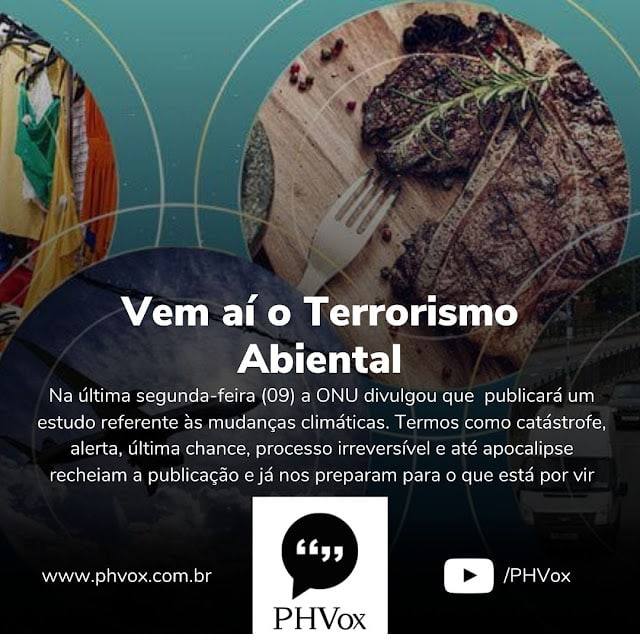 Vem aí o Terrorismo
Abiental
Na última segunda-feira (09) a ONU divulgou que publicará um
estudo referente às mudanças climáticas. Termos como catástrofe,
alerta, última chance, processo irreversível e até apocalipse
recheiam a publicação e já nos preparam para o que está por vir
www.phvox.com.br
“„
PHVox
/PHVox